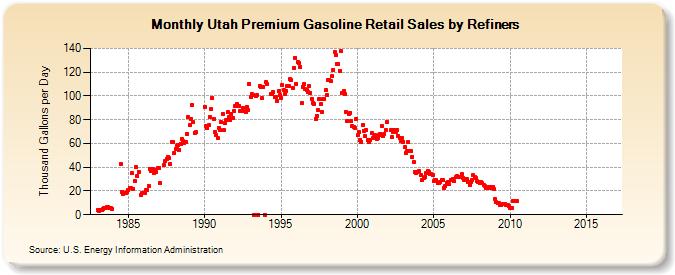 Monthly Utah Premium Gasoline Retail Sales by Refiners
Thousand Gallons per Day
140
120
100
80
60
40
20
0
1985 1990 1995 2000 2005 2010 2015
Source: U.S. Energy Information Administration